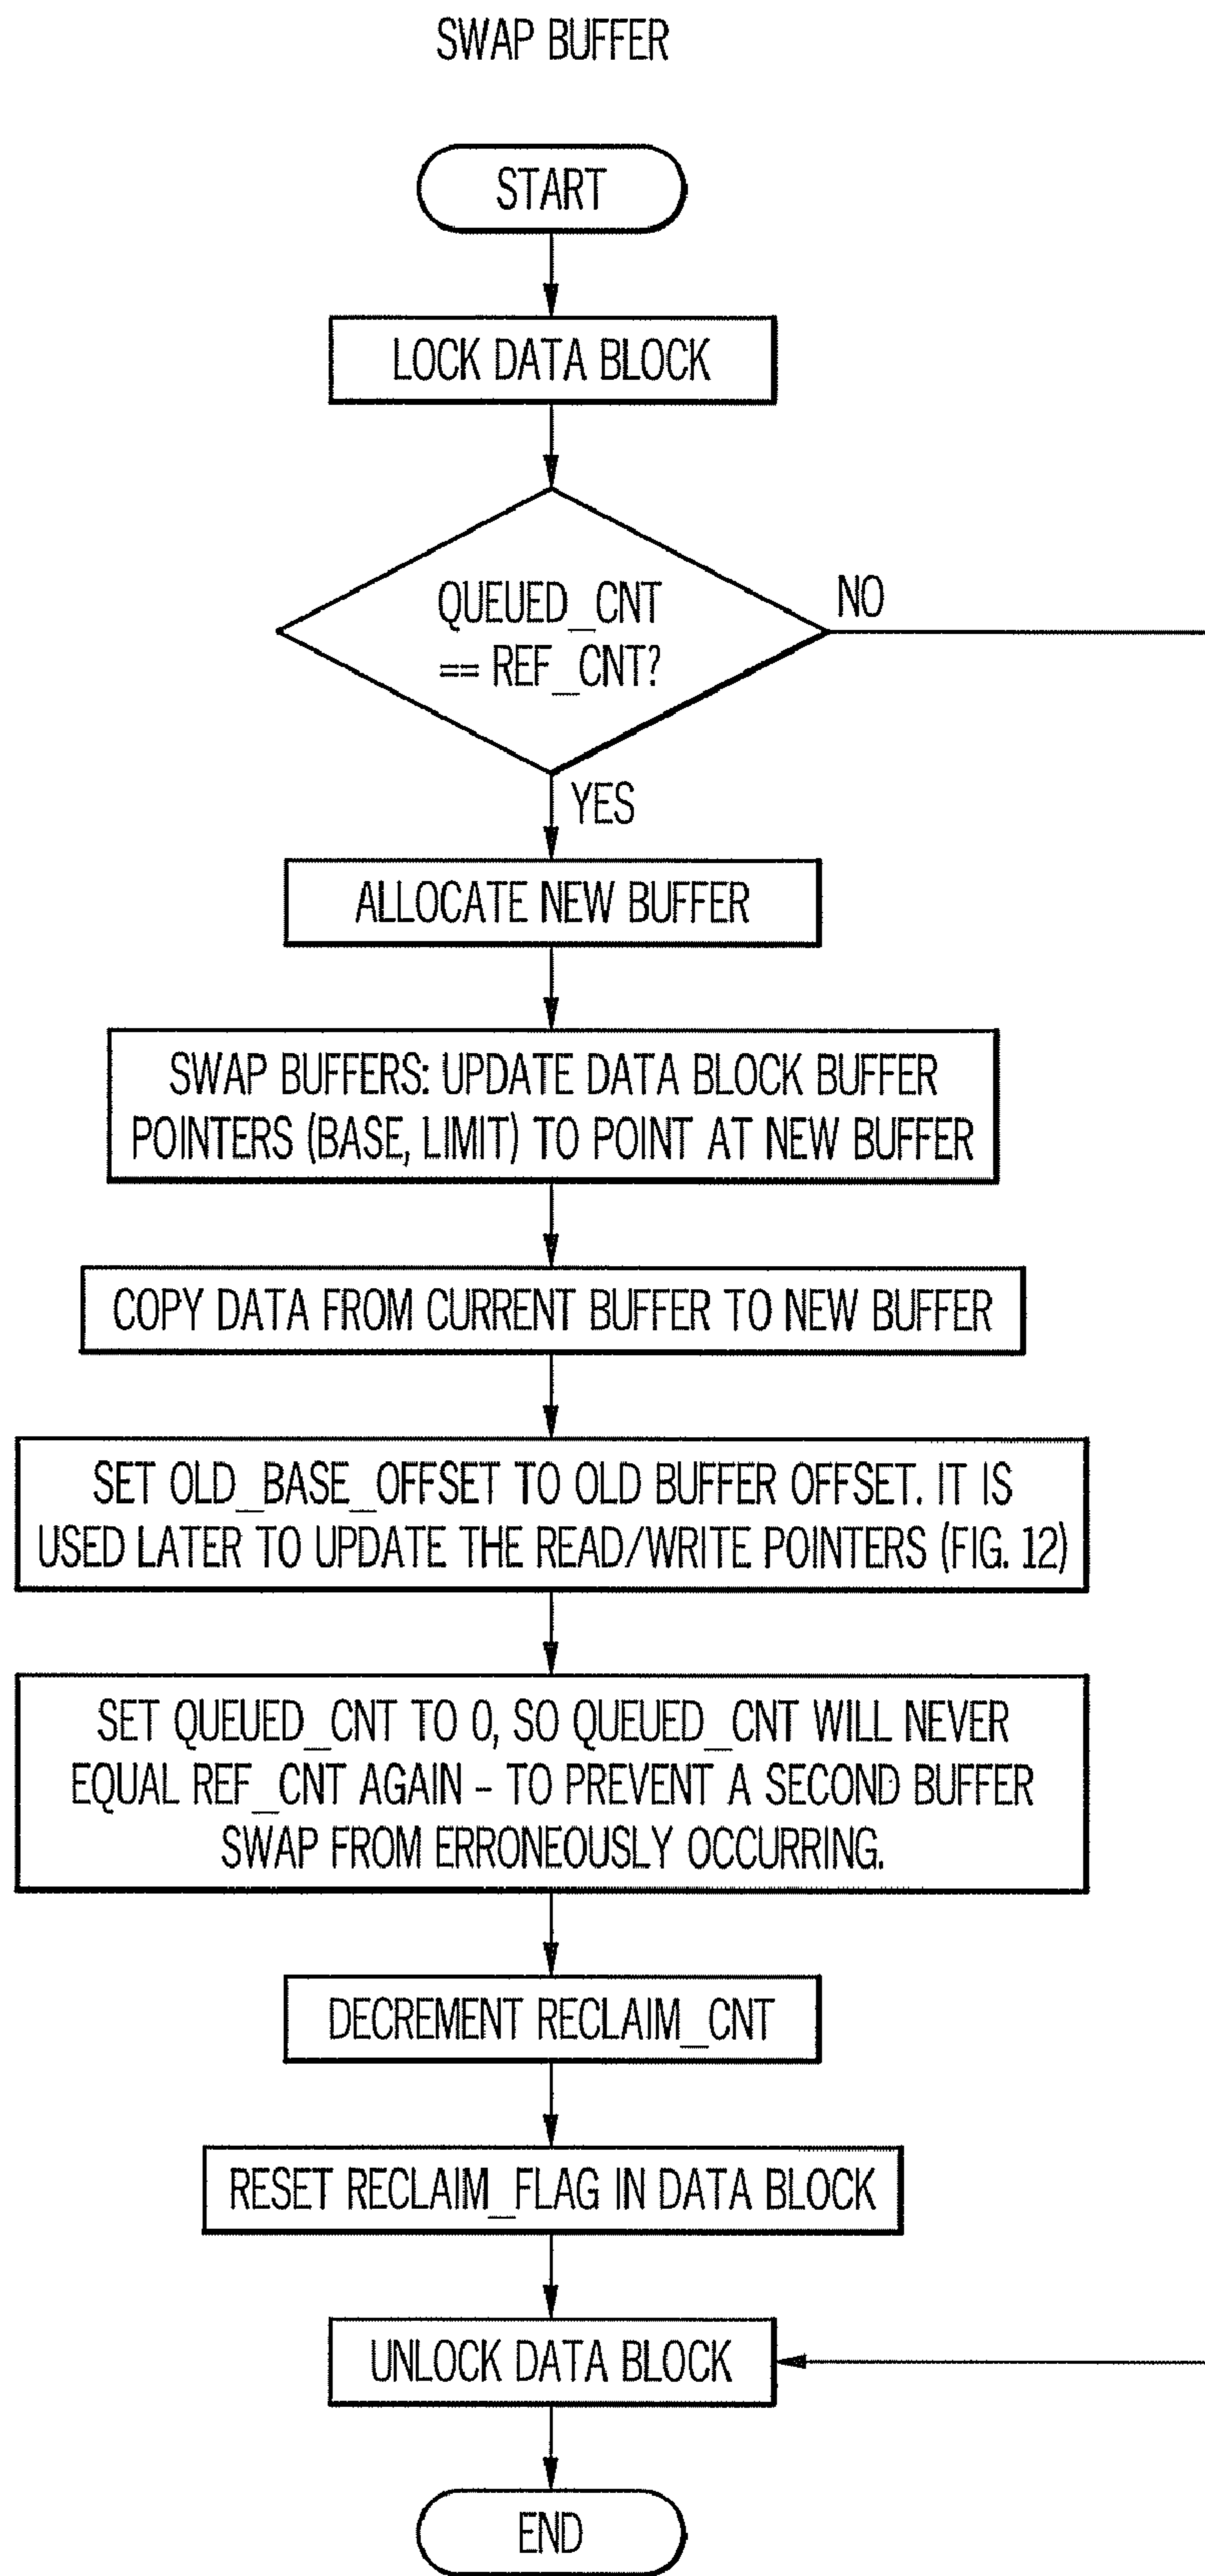 SWAP BUFFER
START
LOCK DATA BLOCK
QUEUED_CNT
== REF_CNT?
NO
YES
ALLOCATE NEW BUFFER
SWAP BUFFERS: UPDATE DATA BLOCK BUFFER
POINTERS (BASE, LIMIT) TO POINT AT NEW BUFFER
COPY DATA FROM CURRENT BUFFER TO NEW BUFFER
SET OLD_BASE_OFFSET TO OLD BUFFER OFFSET. IT IS
USED LATER TO UPDATE THE READ/WRITE POINTERS (FIG. 12)
SET QUEUED_CNT TO 0, SO QUEUED_CNT WILL NEVER
EQUAL REF_CNT AGAIN – TO PREVENT A SECOND BUFFER
SWAP FROM ERRONEOUSLY OCCURRING.
DECREMENT RECLAIM_CNT
RESET RECLAIM_FLAG IN DATA BLOCK
UNLOCK DATA BLOCK
END